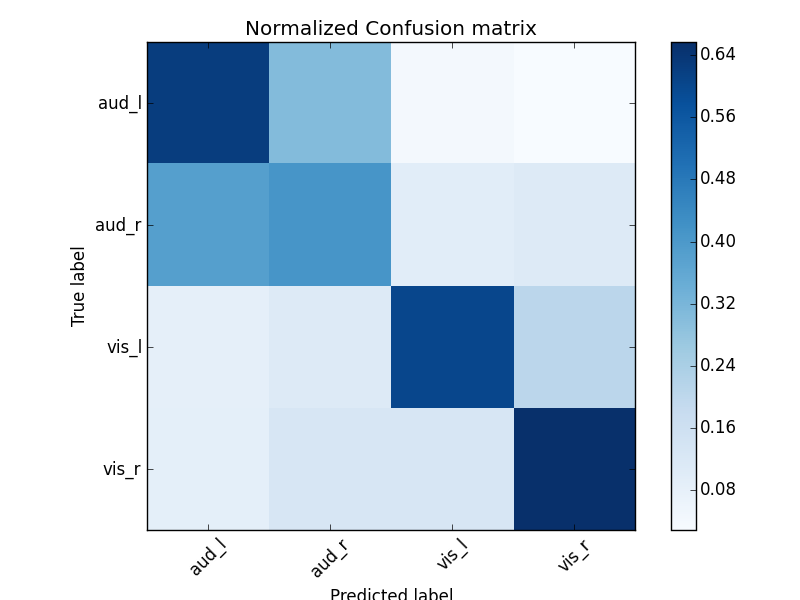 Normalized Confusion matrix
True label
aud_l
aud_r
vis_l
vis_r
aud_l
aud_r
vis_l
vis_r
Predicted label
0.64
0.56
0.48
0.40
0.32
0.24
0.16
0.08